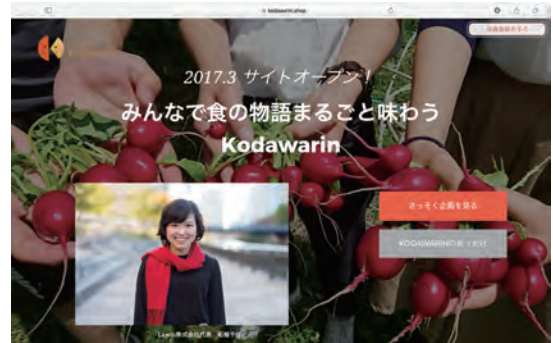 kodawarin.shop
2017.3 サイトオープン！
みんなで食の物語まるごと味わう
Kodawarin
さっそく企画を見る
KODAWARINのきっかけ